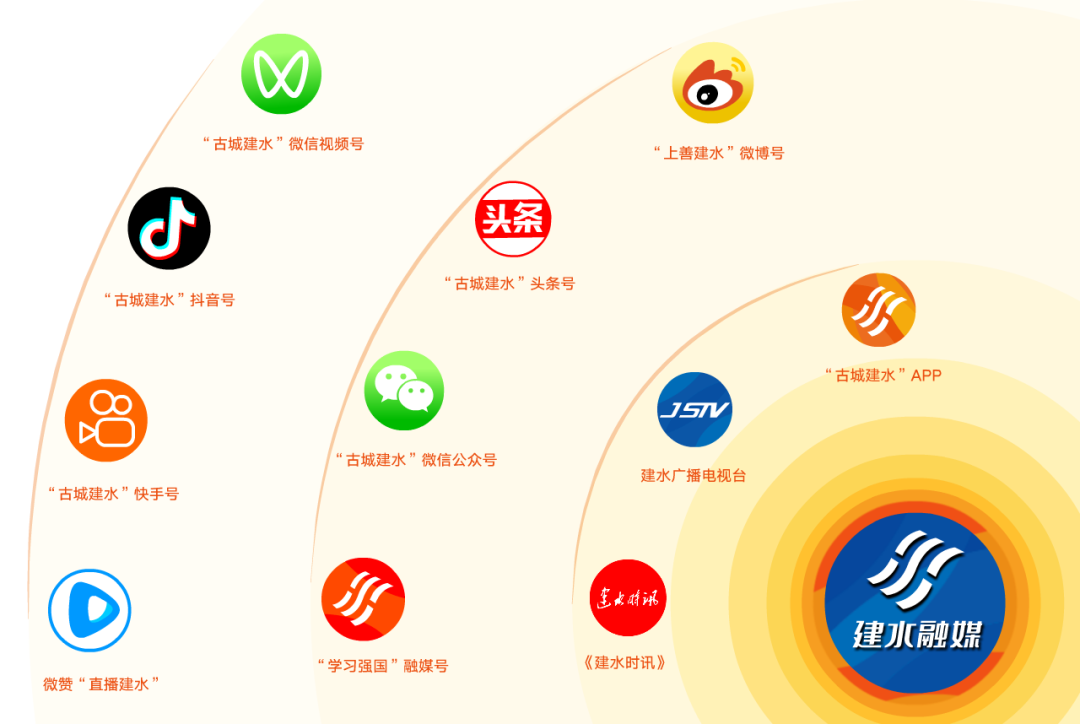 “古城建水”微信视频号
“上善建水”微博号
头条
“古城建水”抖音号
“古城建水”头条号
“古城建水”APP
JSTV
“古城建水”微信公众号
建水广播电视台
“古城建水”快手号
建水时讯
建水融媒
《建水时讯》
“学习强国”融媒号
微赞“直播建水”